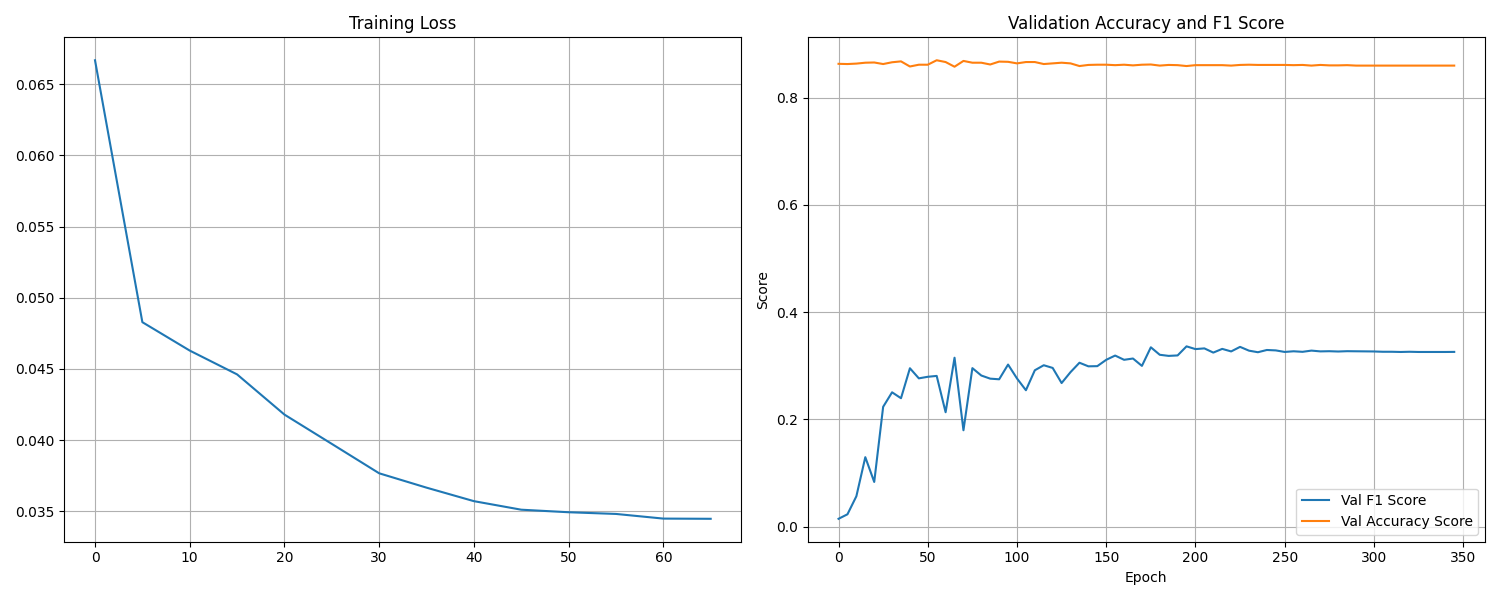 Training Loss
0.065
0.060
0.055
0.050
0.045
0.040
0.035
0 10 20 30 40 50 60
Validation Accuracy and F1 Score
Score
0.8
0.6
0.4
0.2
0.0
Val F1 Score
Val Accuracy Score
0 50 100 150 200 250 300 350
Epoch